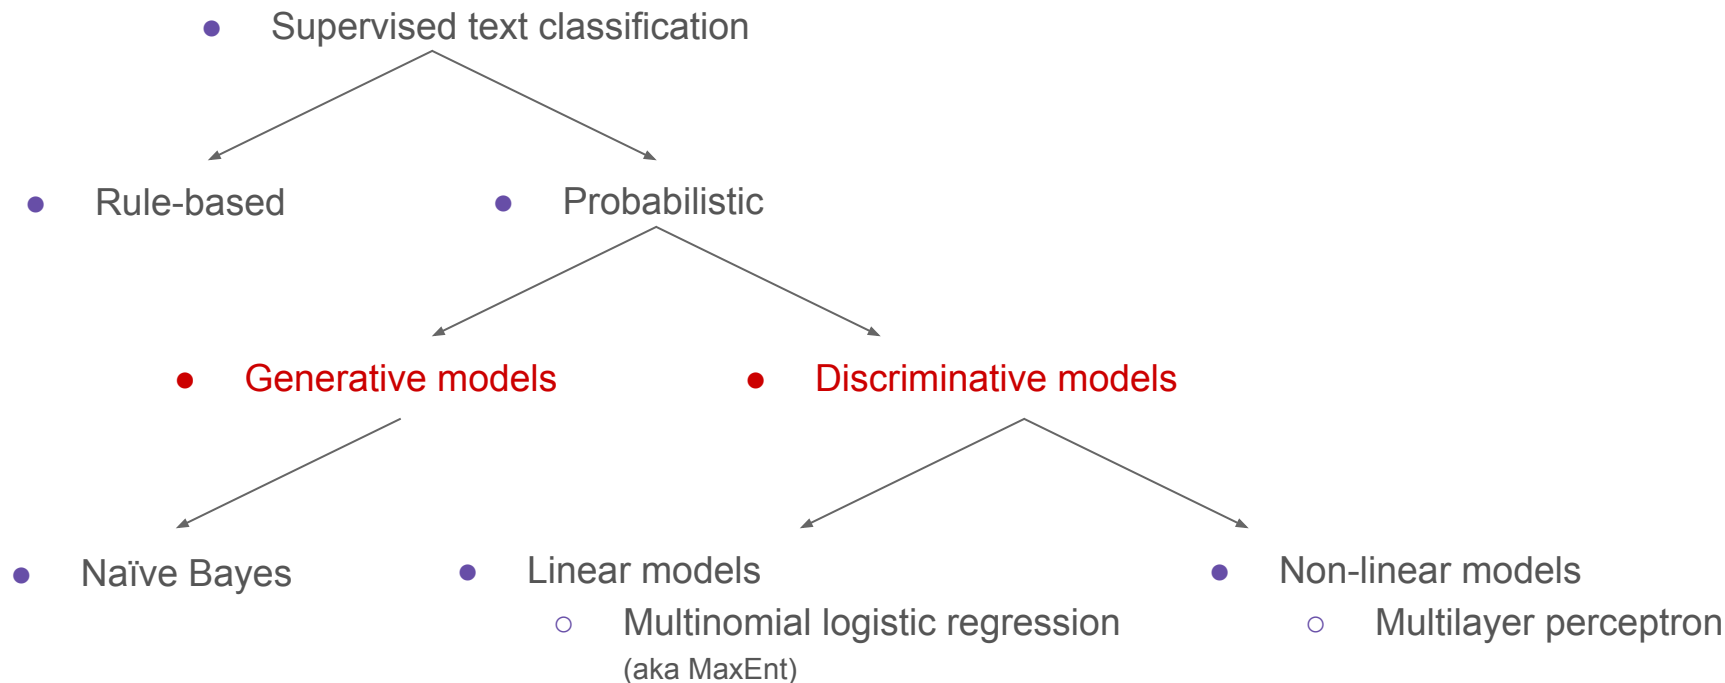 Supervised text classification
Rule-based
Probabilistic
Generative models
Discriminative models
Naïve Bayes
Linear models
Non-linear models
Multinomial logistic regression
Multilayer perceptron
(aka MaxEnt)